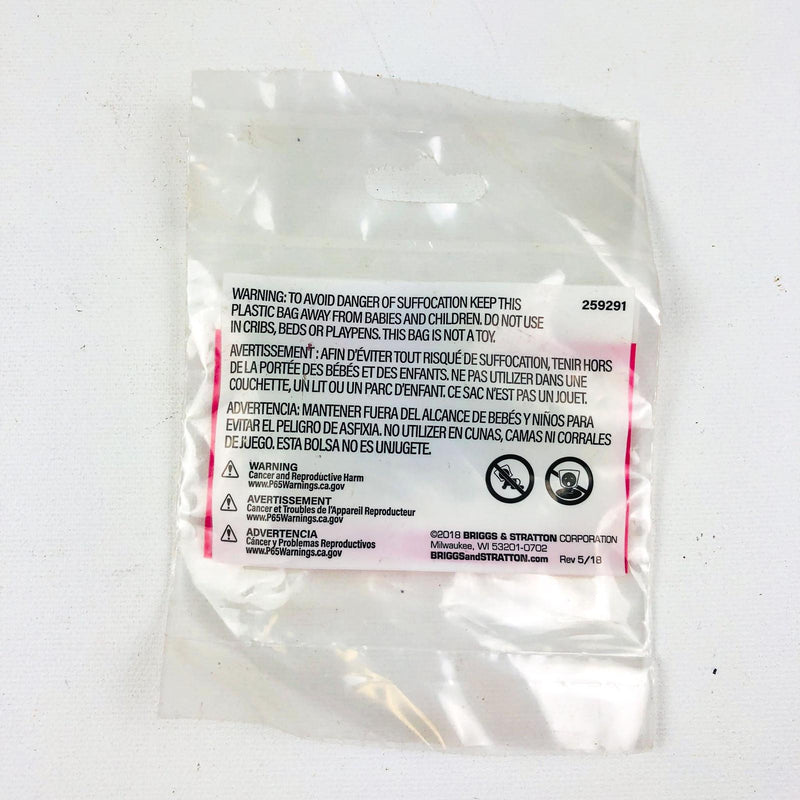 WARNING: TO AVOID DANGER OF SUFFOCATION KEEP THIS
PLASTIC BAG AWAY FROM BABIES AND CHILDREN. DO NOT USE
IN CRIBS, BEDS OR PLAYPENS. THIS BAG IS NOT A TOY.
259291
AVERTISSEMENT : AFIN D'ÉVITER TOUT RISQUÉ DE SUFFOCATION, TENIR HORS
DE LA PORTÉE DES BÉBÉS ET DES ENFANTS. NE PAS UTILIZER DANS UNE
COUCHETTE, UN LIT OU UN PARC D'ENFANT. CE SAC N'EST PAS UN JOUET.
ADVERTENCIA: MANTENER FUERA DEL ALCANCE DE BEBÉS Y NIÑOS PARA
EVITAR EL PELIGRO DE ASFIXIA. NO UTILIZER EN CUNAS, CAMAS NI CORRALES
DE JUEGO. ESTA BOLSA NO ES UNJUGETE.
WARNING
Cancer and Reproductive Harm
www.P65Warnings.ca.gov
AVERTISSEMENT
Cancer et Troubles de l'Appareil Reproducteur
www.P65Warnings.ca.gov
ADVERTENCIA
Cáncer y Problemas Reproductivos
www.P65Warnings.ca.gov
©2018 BRIGGS & STRATTON CORPORATION
Milwaukee, WI 53201-0702
BRIGGSandSTRATTON.com Rev 5/18